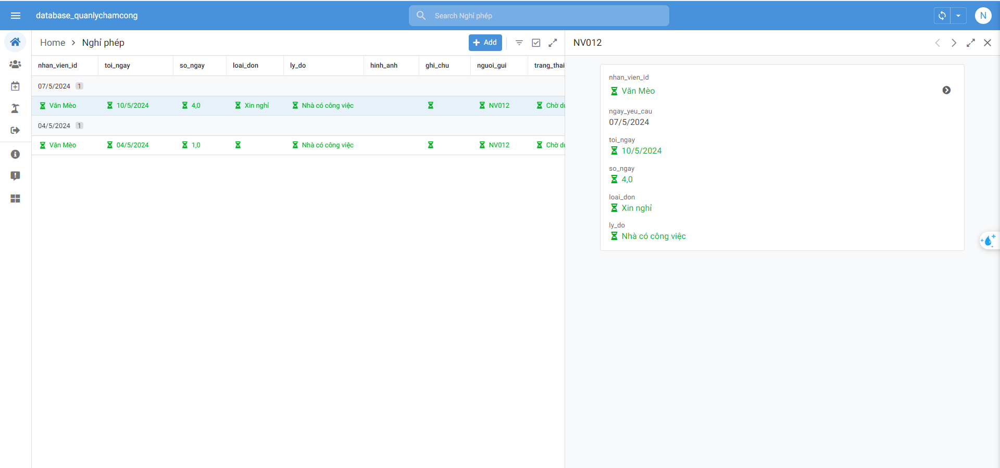 database_quanlychamcong
Search Nghỉ phép
N
Home > Nghỉ phép
+ Add
NV012
nhan_vien_id toi_ngay so_ngay loai_don ly_do hinh_anh ghi_chu nguoi_gui trang_thai
07/5/2024 1
Văn Mèo 10/5/2024 4,0 Xin nghỉ Nhà có công việc NV012 Chờ
04/5/2024 1
Văn Mèo 04/5/2024 1,0 Nhà có công việc NV012 Chờ
nhan_vien_id
Văn Mèo
ngay_yeu_cau
07/5/2024
toi_ngay
10/5/2024
so_ngay
4,0
loai_don
Xin nghỉ
ly_do
Nhà có công việc